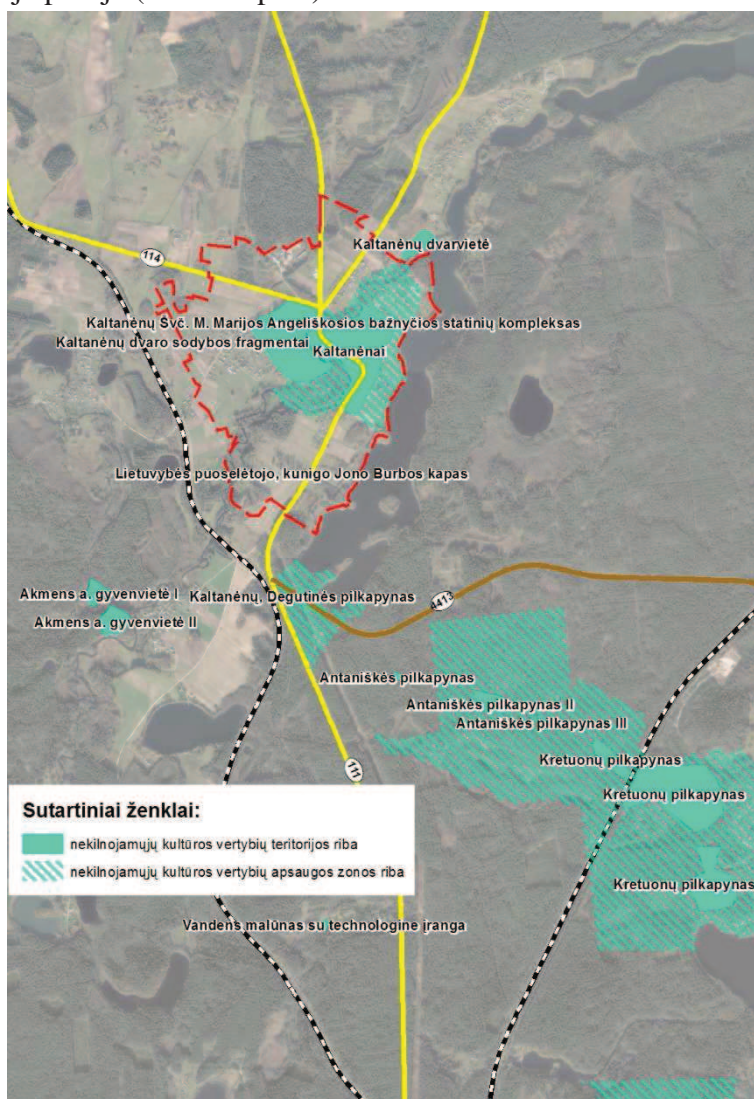 Kaltanėnų dvarvietė
114
Kaltanėnų Švč. M. Marijos Angeliškosios bažnyčios statinių kompleksas
Kaltanėnų dvaro sodybos fragmentai
Kaltanėnai
Lietuvybės puoselėtojo, kunigo Jono Burbos kapas
Akmens a. gyvenvietė I
Kaltanėnų, Degutinės pilkapynas
4413
Akmens a. gyvenvietė II
Antaniškės pilkapynas
Antaniškės pilkapynas II
Antaniškės pilkapynas III
Kretuonų pilkapynas
111
Kretuonų pilkapynas
Sutartiniai ženklai:
nekilnojamųjų kultūros vertybių teritorijos riba
nekilnojamųjų kultūros vertybių apsaugos zonos riba
Kretuonų pilkapynas
Vandens malūnas su technologine įranga